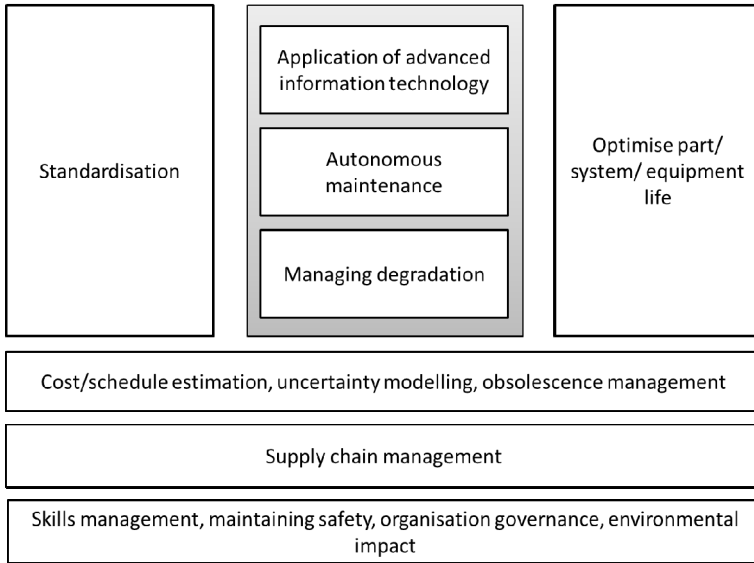 Standardisation
Application of advanced
information technology
Autonomous
maintenance
Managing degradation
Optimise part/
system/ equipment
life
Cost/schedule estimation, uncertainty modelling, obsolescence management
Supply chain management
Skills management, maintaining safety, organisation governance, environmental
impact